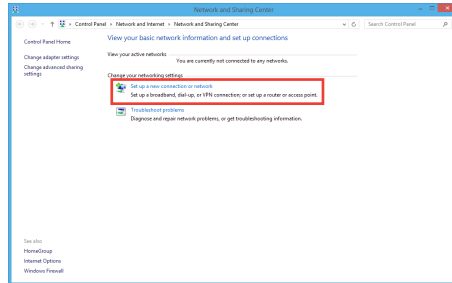 Network and Sharing Center
Control Panel ▸ Network and Internet ▸ Network and Sharing Center
Search Control Panel
Control Panel Home
Change adapter settings
Change advanced sharing
settings
View your basic network information and set up connections
View your active networks
You are currently not connected to any networks.
Change your networking settings
Set up a new connection or network
Set up a broadband, dial-up, or VPN connection; or set up a router or access point.
Troubleshoot problems
Diagnose and repair network problems, or get troubleshooting information.
See also
HomeGroup
Internet Options
Windows Firewall